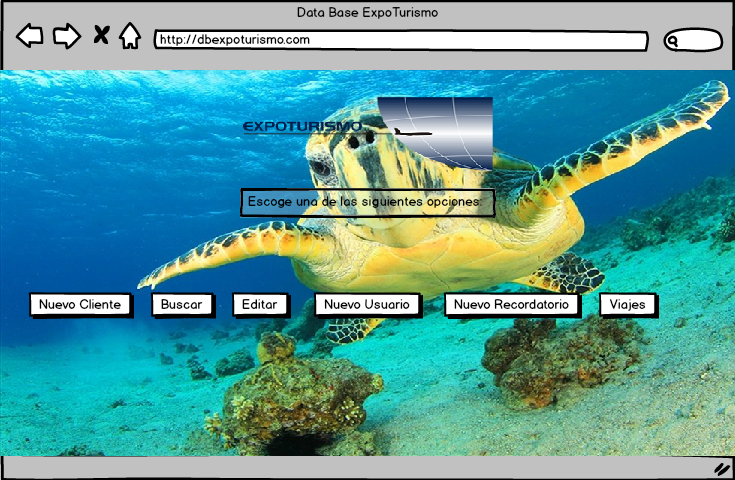 Data Base ExpoTurismo
http://dbexpoturismo.com
EXPOTURISMO
Escoge una de las siguientes opciones:
Nuevo Cliente
Buscar
Editar
Nuevo Usuario
Nuevo Recordatorio
Viajes